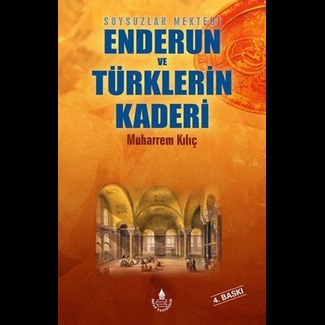 SOYSUZLAR MEKTEBİ
ENDERUN
VE
TÜRKLERİN
KADERİ
Muharrem Kılıç
4. BASKI